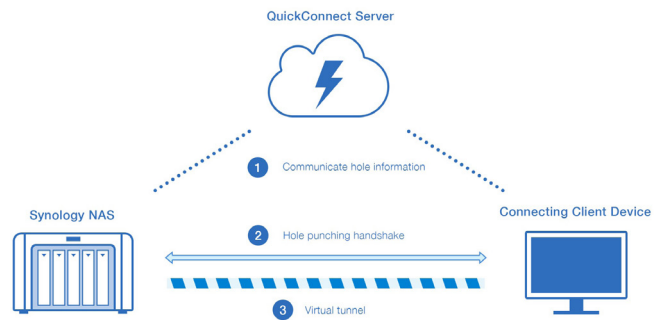 QuickConnect Server
1 Communicate hole information
Synology NAS
Connecting Client Device
2 Hole punching handshake
3 Virtual tunnel